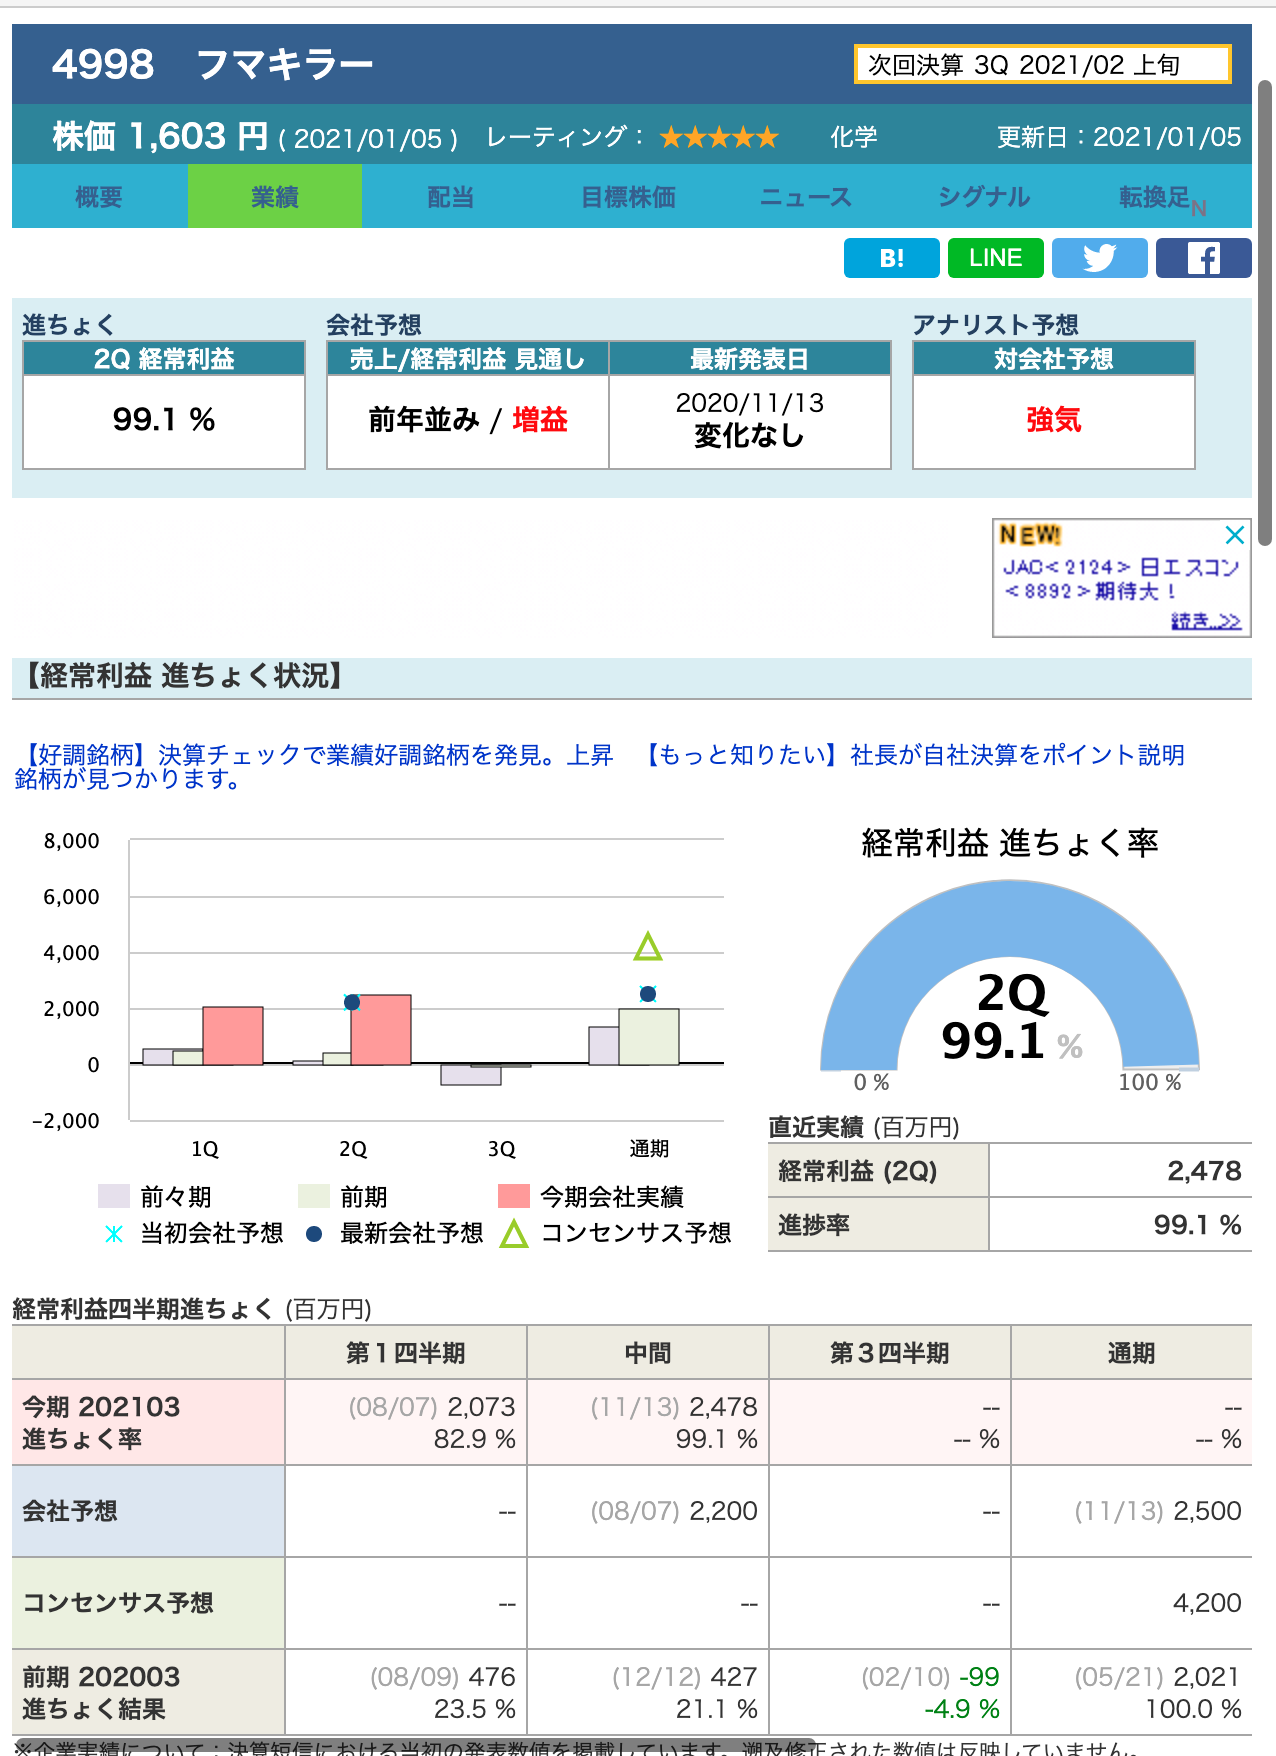 4998 フマキラー
次回決算 3Q 2021/02 上旬
株価 1,603 円 ( 2021/01/05 ) レーティング： ★★★★★ 化学 更新日：2021/01/05
概要 業績 配当 目標株価 ニュース シグナル 転換足N
B! LINE
進ちょく 会社予想 アナリスト予想
2Q 経常利益 売上/経常利益 見通し 最新発表日 対会社予想
99.1 % 前年並み / 増益 2020/11/13 強気
変化なし
NEW!
JAC<2124> 日エスコン
<8892>期待大！
続き..>>
【経常利益 進ちょく状況】
【好調銘柄】決算チェックで業績好調銘柄を発見。上昇
銘柄が見つかります。
【もっと知りたい】社長が自社決算をポイント説明
8,000
6,000
4,000
2,000
0
-2,000
1Q 2Q 3Q 通期
前々期 前期 今期会社実績
当初会社予想 最新会社予想 コンセンサス予想
経常利益 進ちょく率
2Q
99.1 %
0 % 100 %
直近実績 (百万円)
経常利益 (2Q) 2,478
進捗率 99.1 %
経常利益四半期進ちょく (百万円)
第１四半期 中間 第３四半期 通期
今期 202103 (08/07) 2,073 (11/13) 2,478 -- --
進ちょく率 82.9 % 99.1 % -- % -- %
会社予想 -- (08/07) 2,200 -- (11/13) 2,500
コンセンサス予想 -- -- -- 4,200
前期 202003 (08/09) 476 (12/12) 427 (02/10) -99 (05/21) 2,021
進ちょく結果 23.5 % 21.1 % -4.9 % 100.0 %
※企業実績について：決算短信における当初の発表数値を掲載しています。遡及修正された数値は反映していません。